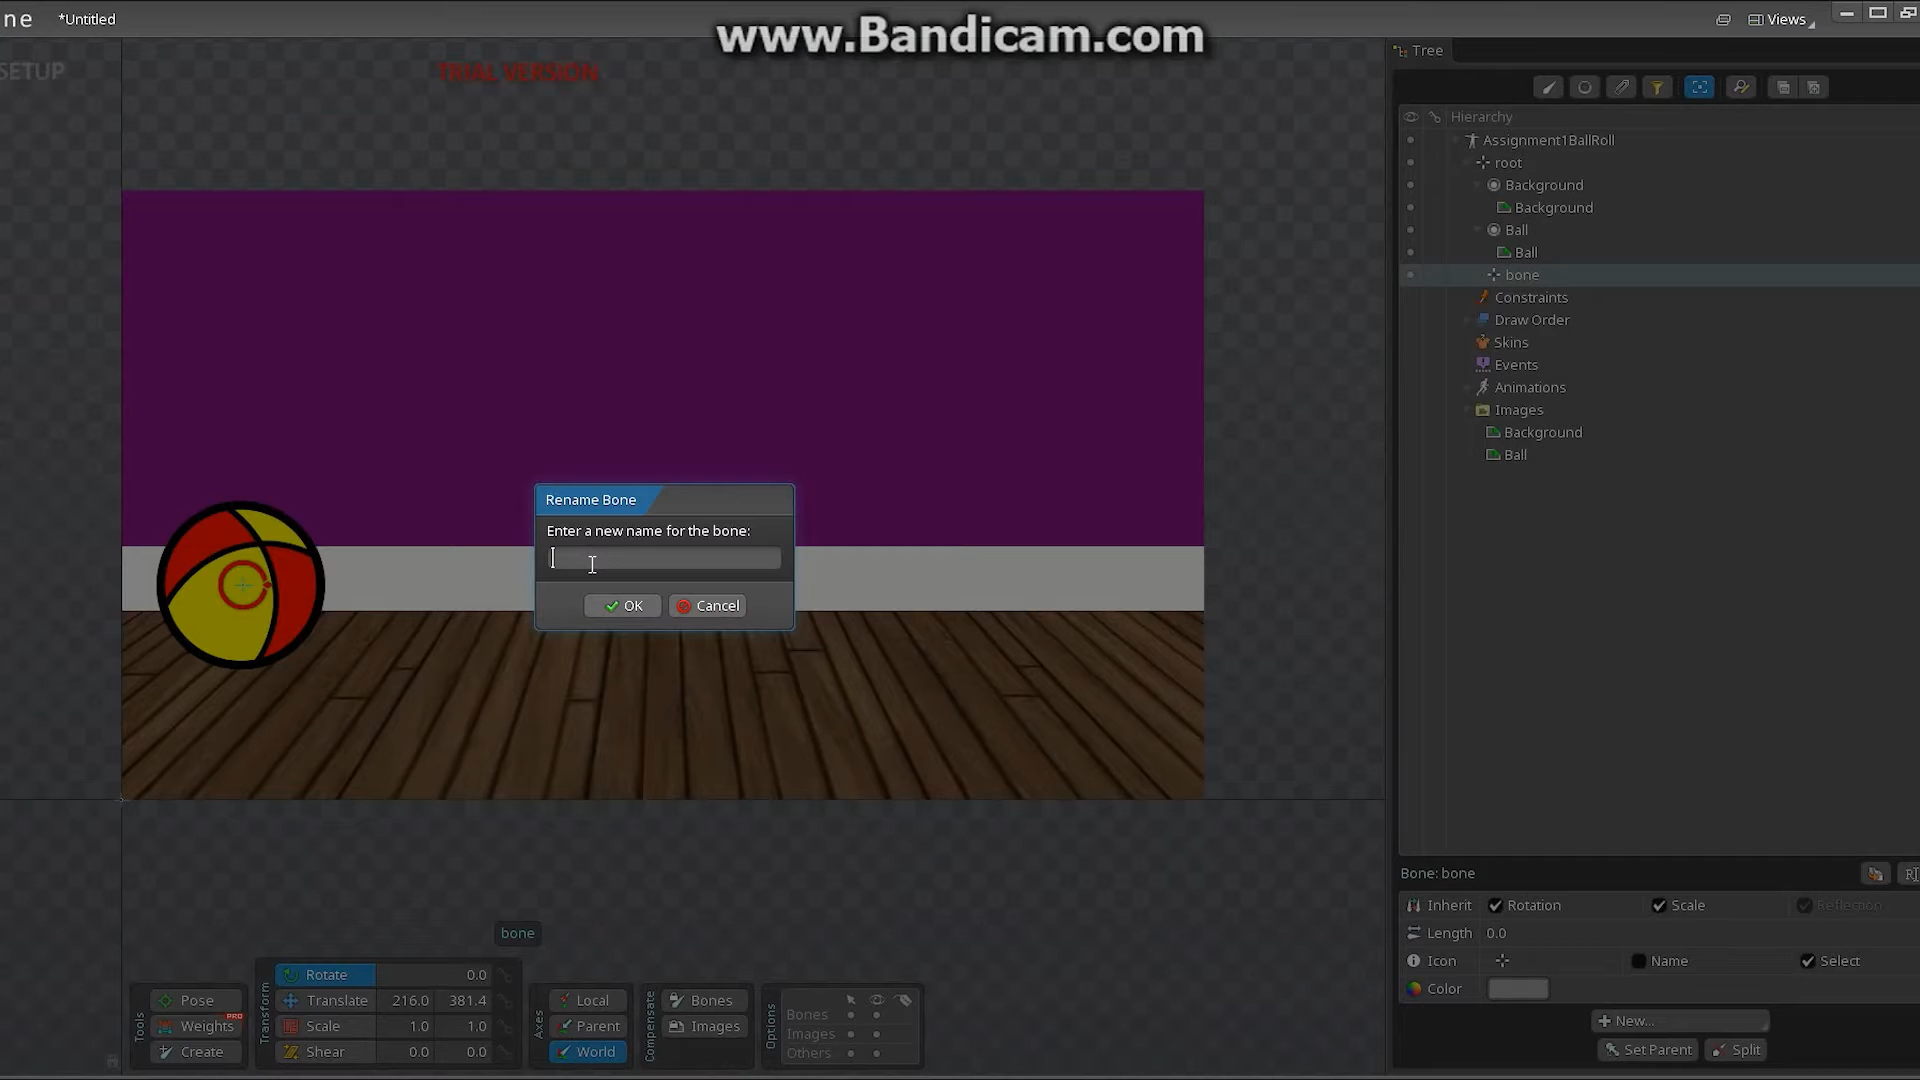 ne
*Untitled
www.Bandicam.com
Views
SETUP
TRIAL VERSION
Tree
Hierarchy
Assignment1BallRoll
root
Background
Background
Ball
Ball
bone
Constraints
Draw Order
Skins
Events
Animations
Images
Background
Ball
Rename Bone
Enter a new name for the bone:
OK
Cancel
Bone: bone
Inherit Rotation Scale Reflection
Length 0.0
Icon Name Select
Color
New...
Set Parent Split
bone
Tools
Pose
Weights PRO
Create
Transform
Rotate 0.0
Translate 216.0 381.4
Scale 1.0 1.0
Shear 0.0 0.0
Axes
Local
Parent
World
Compensate
Bones
Images
Options
Bones
Images
Others